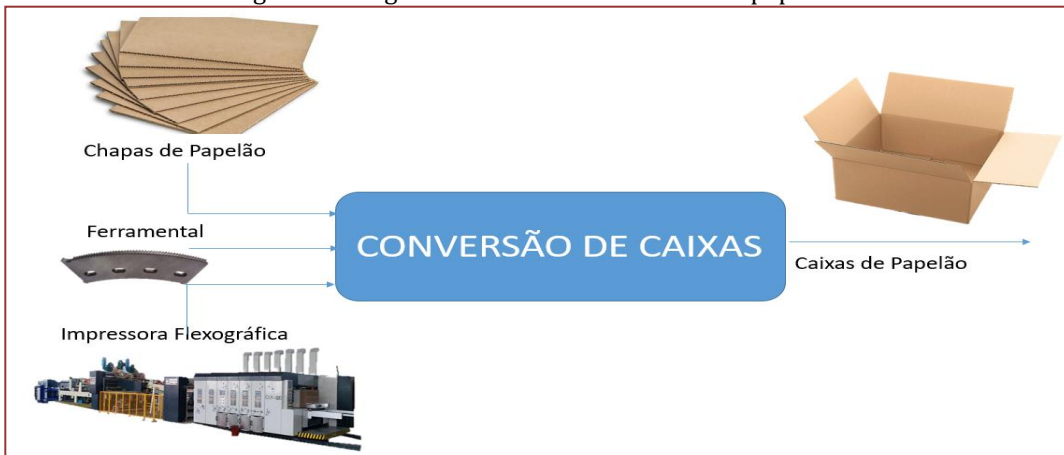 Chapas de Papelão
Ferramental
CONVERSÃO DE CAIXAS
Caixas de Papelão
Impressora Flexográfica